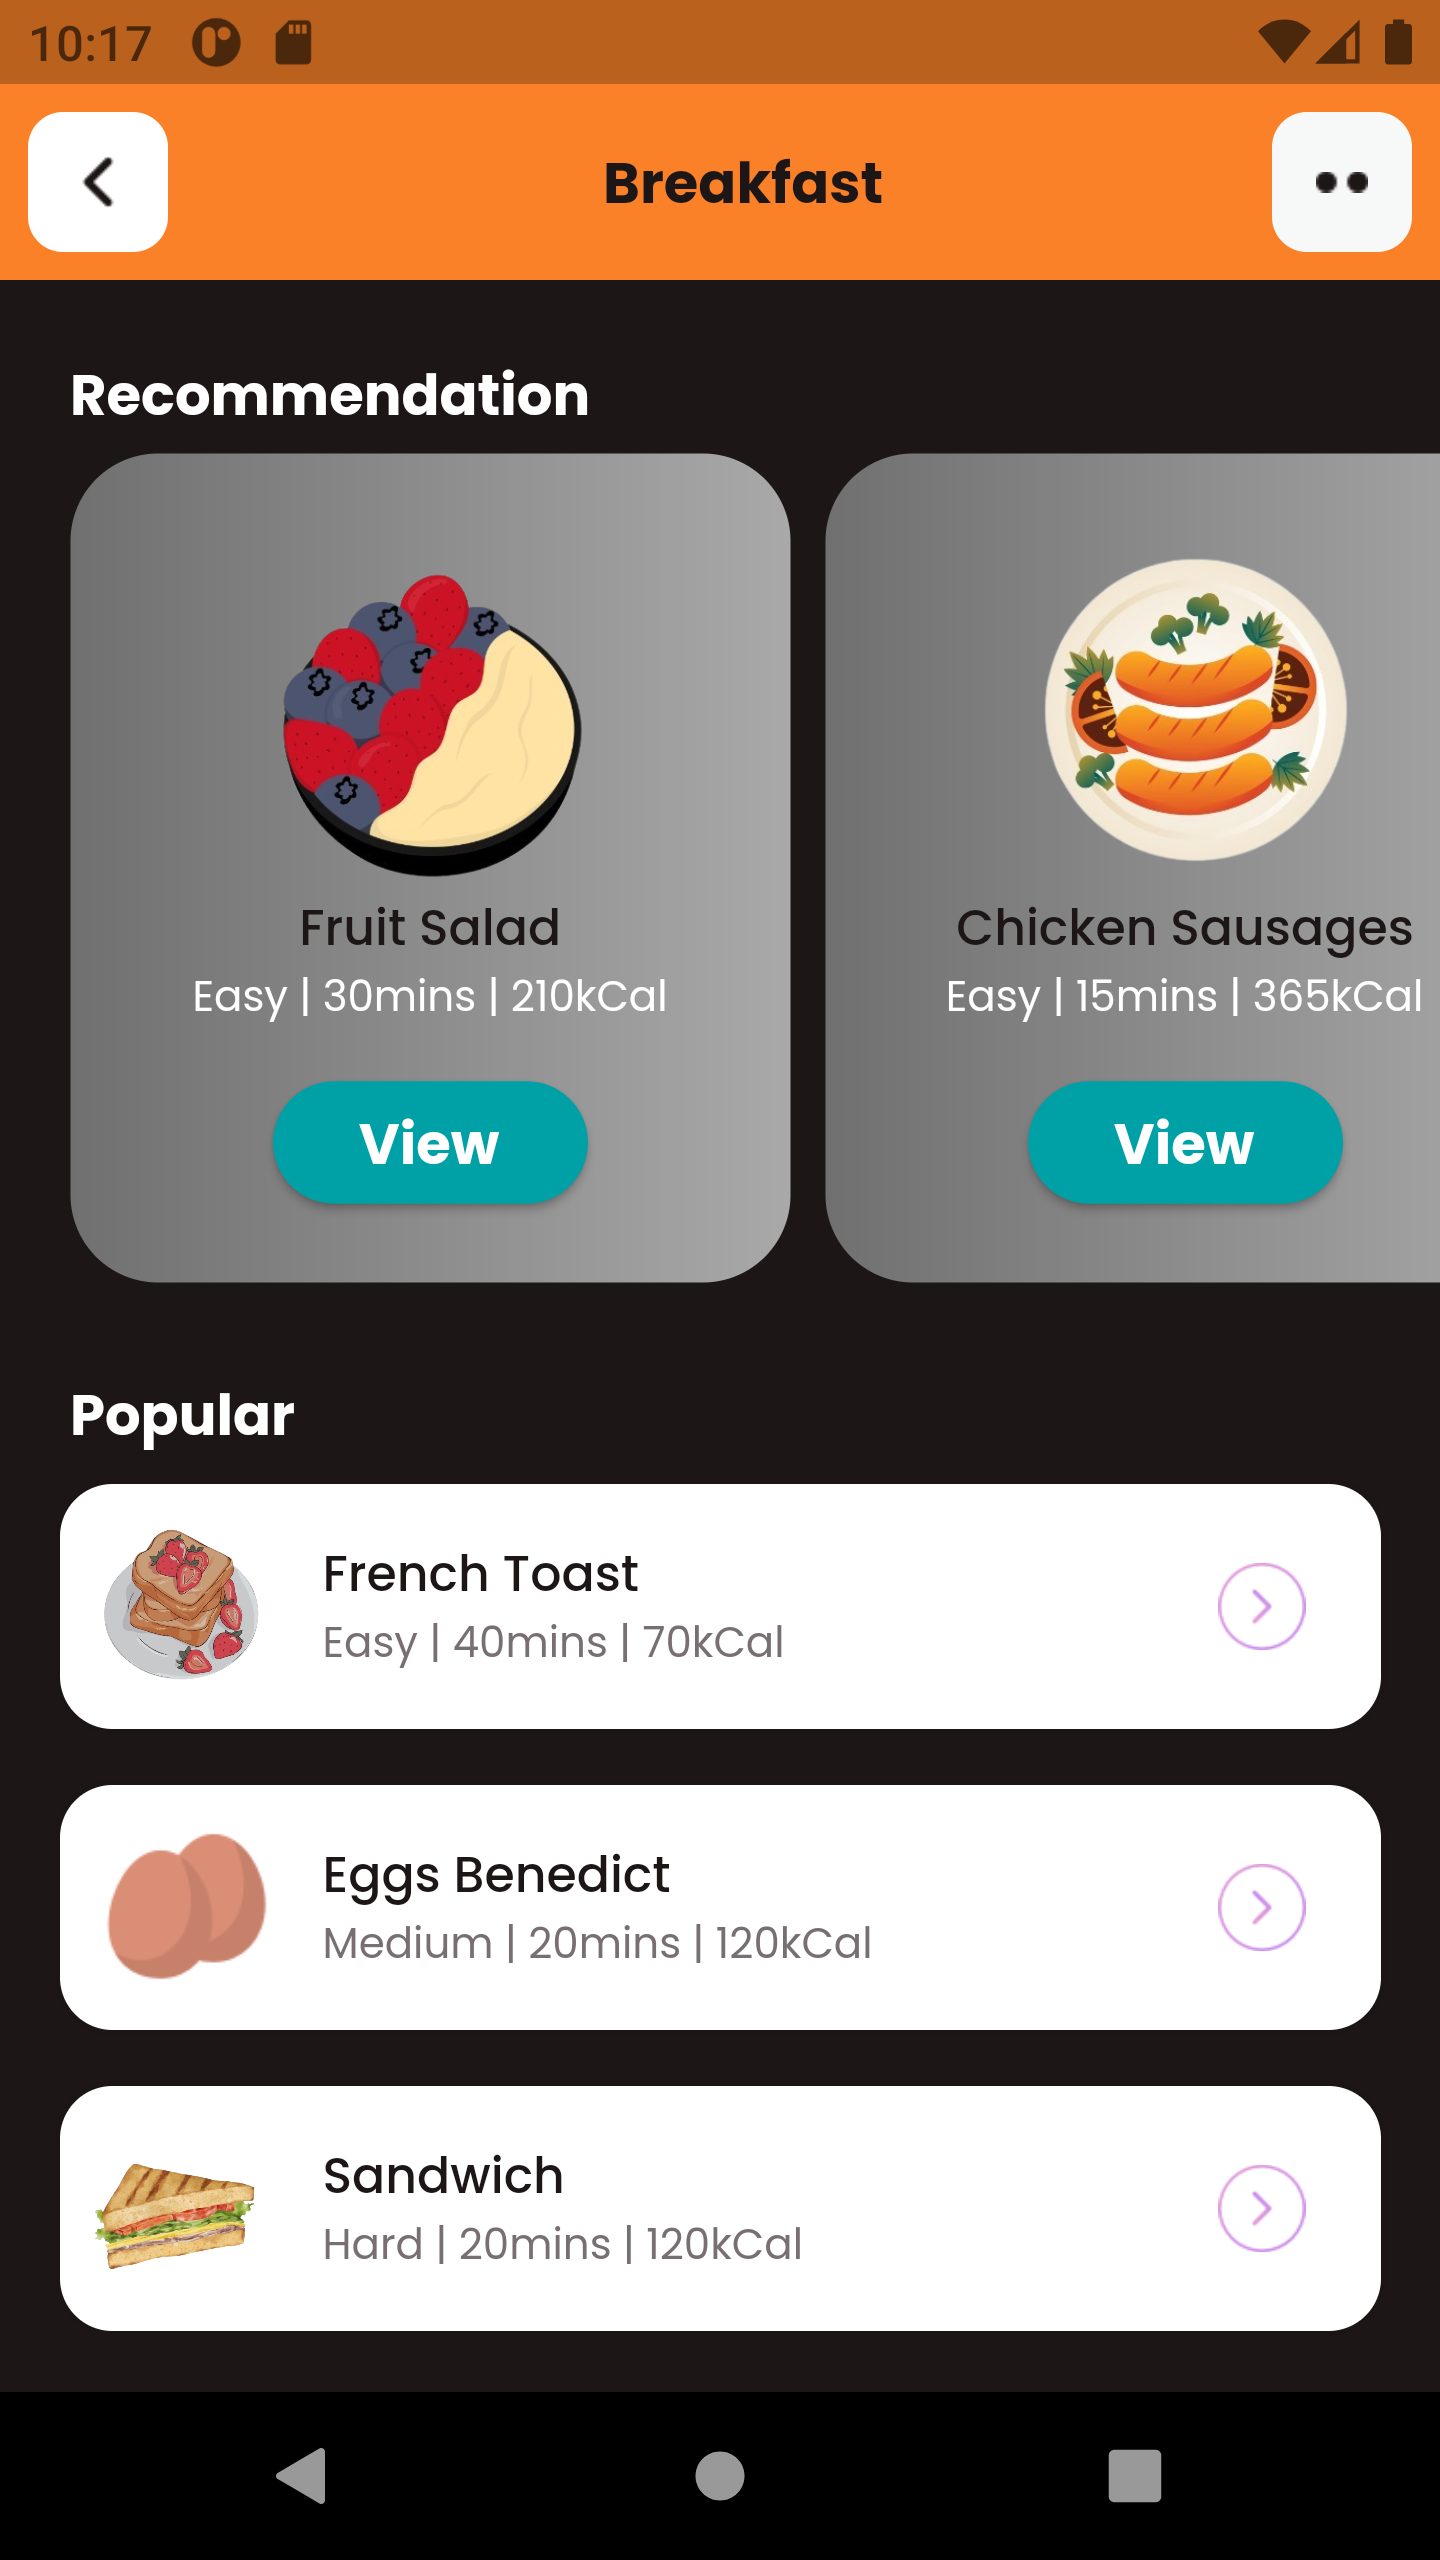 10:17
Breakfast
Recommendation
Fruit Salad
Easy | 30mins | 210kCal
View
Chicken Sausages
Easy | 15mins | 365kCal
View
Popular
French Toast
Easy | 40mins | 70kCal
Eggs Benedict
Medium | 20mins | 120kCal
Sandwich
Hard | 20mins | 120kCal